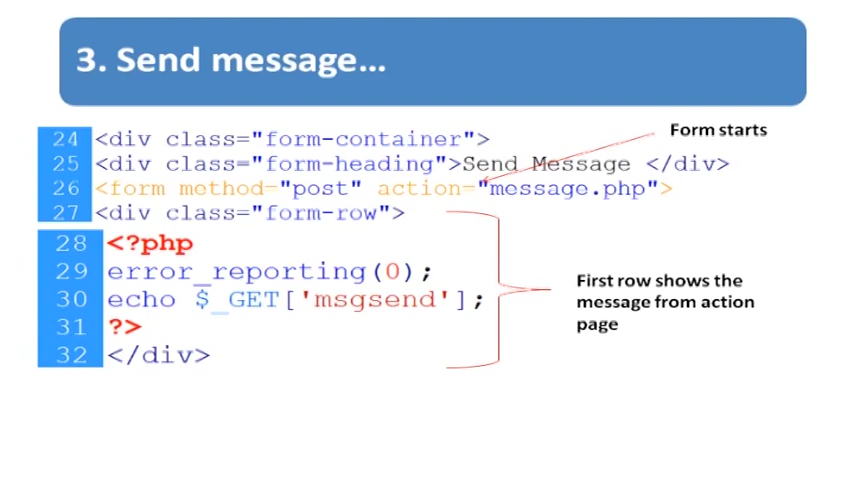 3. Send message...
24 <div class="form-container">
Form starts
25 <div class="form-heading">Send Message </div>
26 <form method="post" action="message.php">
27 <div class="form-row">
28 <?php
29 error_reporting(0);
30 echo $_GET['msgsend'];
31 ?>
32 </div>
First row shows the
message from action
page